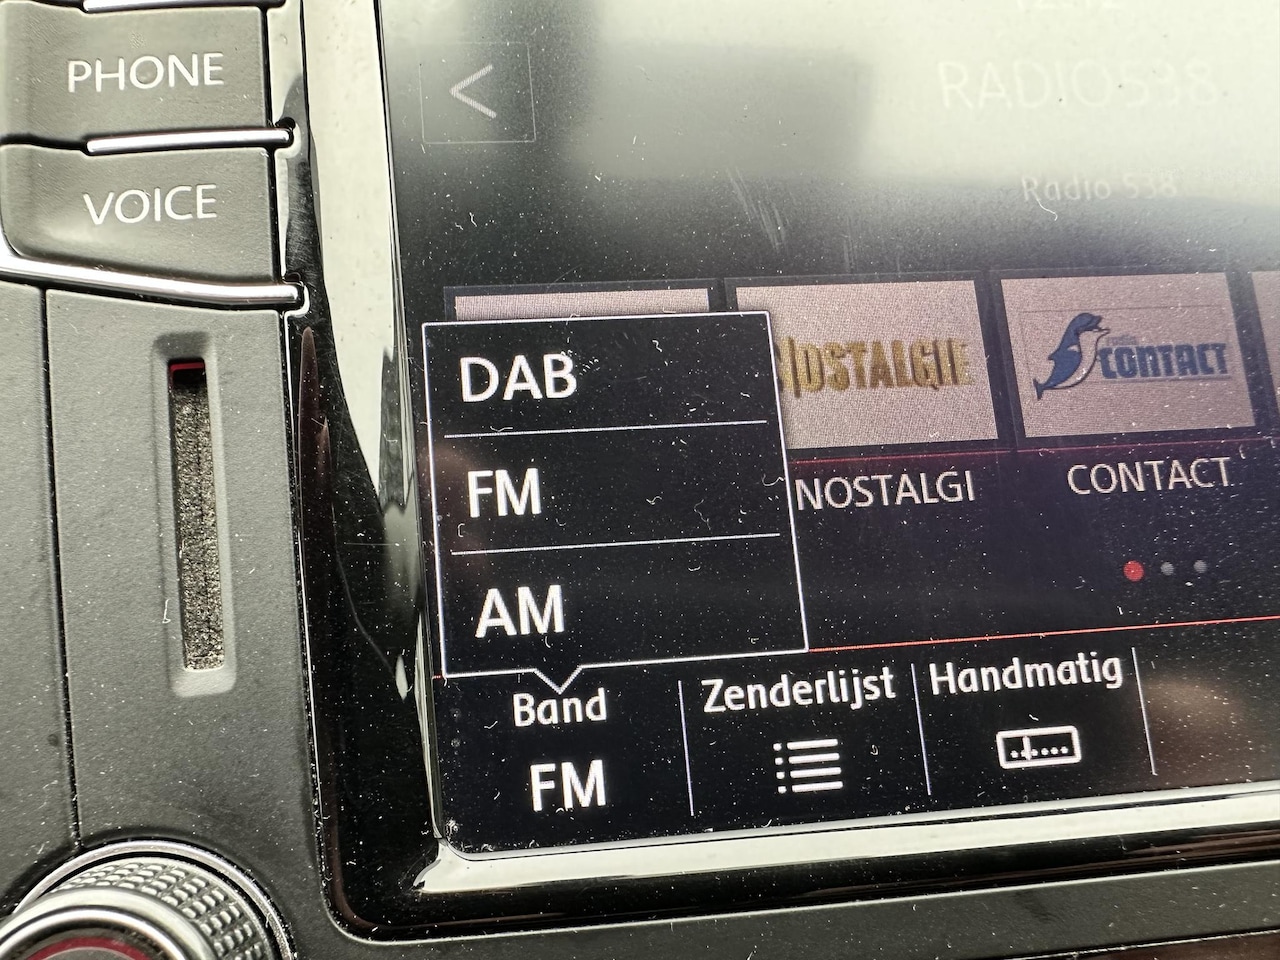 PHONE
VOICE
RADIO538
Radio 538
NOSTALGIE
CONTACT
NOSTALGI
CONTACT
DAB
FM
AM
Band
FM
Zenderlijst
Handmatig